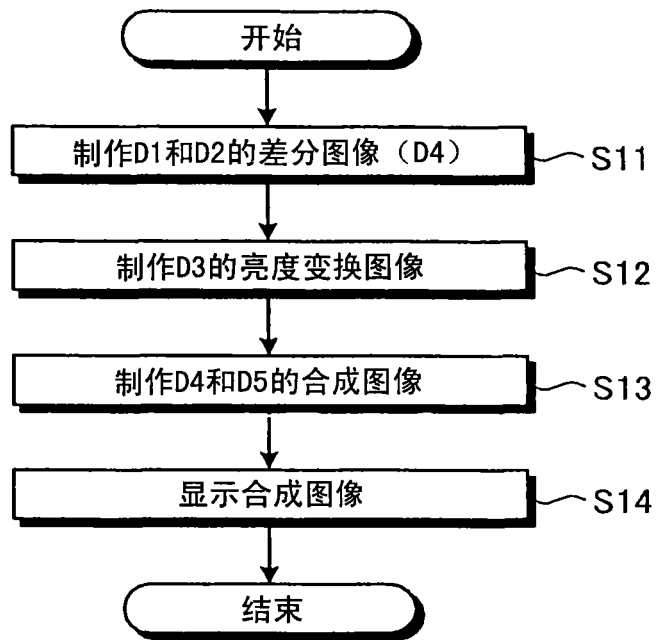 开始
制作D1和D2的差分图像（D4）
S11
制作D3的亮度变换图像
S12
制作D4和D5的合成图像
S13
显示合成图像
S14
结束